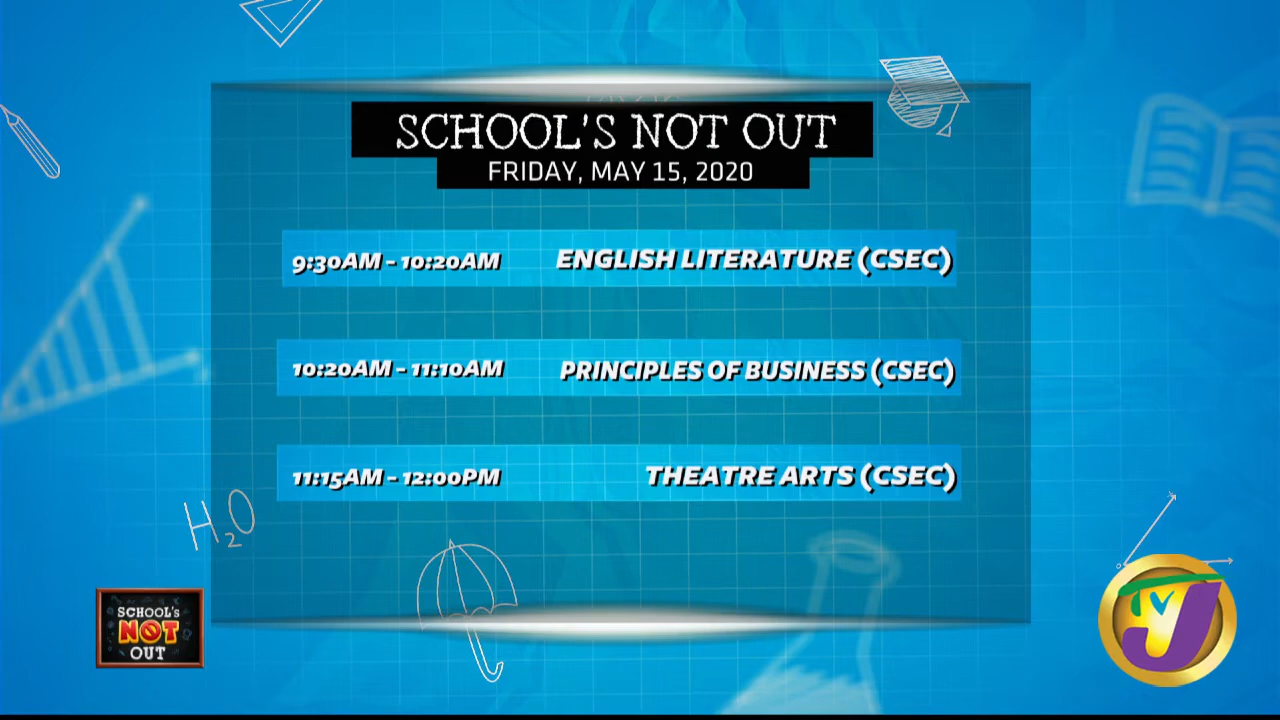 SCHOOL'S NOT OUT
FRIDAY, MAY 15, 2020
9:30AM - 10:20AM ENGLISH LITERATURE (CSEC)
10:20AM - 11:10AM PRINCIPLES OF BUSINESS (CSEC)
11:15AM - 12:00PM THEATRE ARTS (CSEC)
H₂O
SCHOOL's
NOT
OUT
TVJ